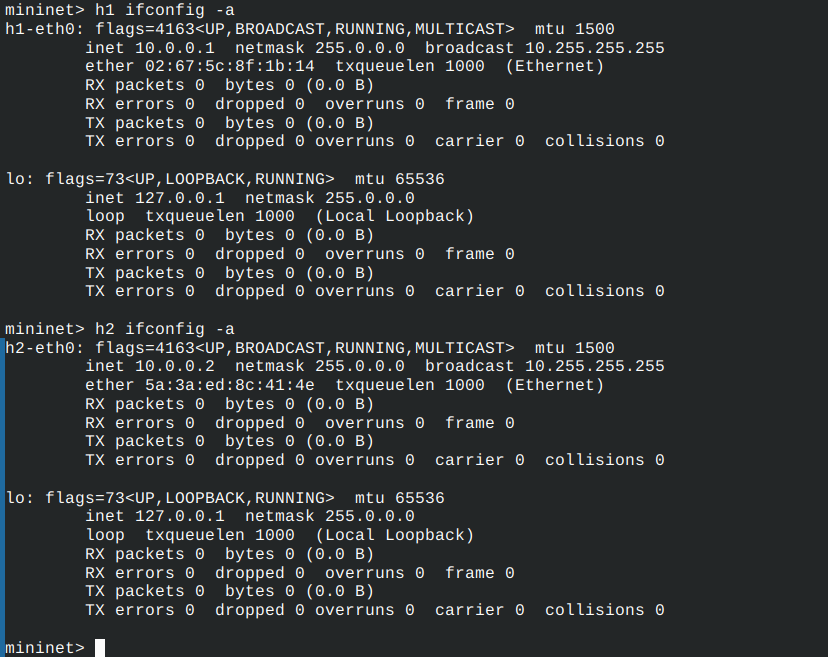 mininet> h1 ifconfig -a
h1-eth0: flags=4163<UP,BROADCAST,RUNNING,MULTICAST>  mtu 1500
        inet 10.0.0.1  netmask 255.0.0.0  broadcast 10.255.255.255
        ether 02:67:5c:8f:1b:14  txqueuelen 1000  (Ethernet)
        RX packets 0  bytes 0 (0.0 B)
        RX errors 0  dropped 0  overruns 0  frame 0
        TX packets 0  bytes 0 (0.0 B)
        TX errors 0  dropped 0 overruns 0  carrier 0  collisions 0

lo: flags=73<UP,LOOPBACK,RUNNING>  mtu 65536
        inet 127.0.0.1  netmask 255.0.0.0
        loop  txqueuelen 1000  (Local Loopback)
        RX packets 0  bytes 0 (0.0 B)
        RX errors 0  dropped 0  overruns 0  frame 0
        TX packets 0  bytes 0 (0.0 B)
        TX errors 0  dropped 0 overruns 0  carrier 0  collisions 0

mininet> h2 ifconfig -a
h2-eth0: flags=4163<UP,BROADCAST,RUNNING,MULTICAST>  mtu 1500
        inet 10.0.0.2  netmask 255.0.0.0  broadcast 10.255.255.255
        ether 5a:3a:ed:8c:41:4e  txqueuelen 1000  (Ethernet)
        RX packets 0  bytes 0 (0.0 B)
        RX errors 0  dropped 0  overruns 0  frame 0
        TX packets 0  bytes 0 (0.0 B)
        TX errors 0  dropped 0 overruns 0  carrier 0  collisions 0

lo: flags=73<UP,LOOPBACK,RUNNING>  mtu 65536
        inet 127.0.0.1  netmask 255.0.0.0
        loop  txqueuelen 1000  (Local Loopback)
        RX packets 0  bytes 0 (0.0 B)
        RX errors 0  dropped 0  overruns 0  frame 0
        TX packets 0  bytes 0 (0.0 B)
        TX errors 0  dropped 0 overruns 0  carrier 0  collisions 0

mininet>